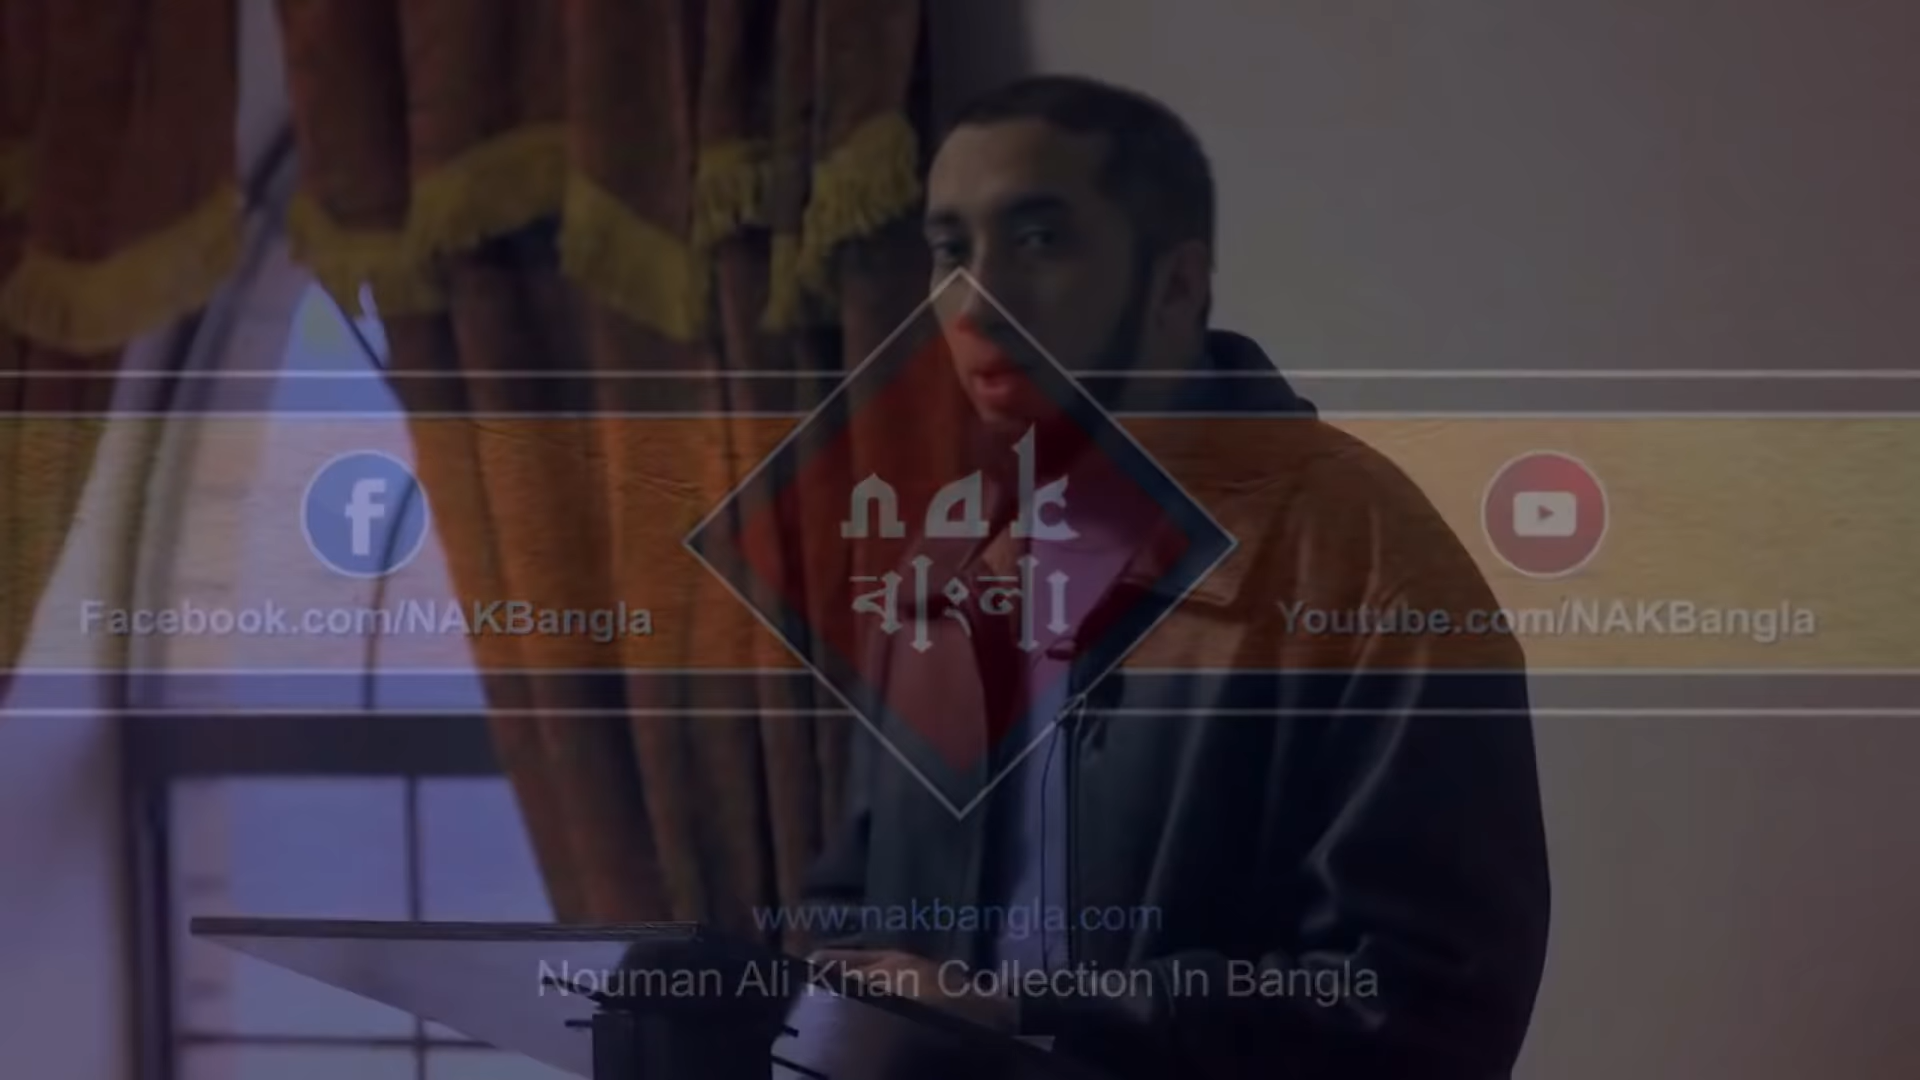 nak
বাংলা
Facebook.com/NAKBangla
Youtube.com/NAKBangla
www.nakbangla.com
Nouman Ali Khan Collection In Bangla